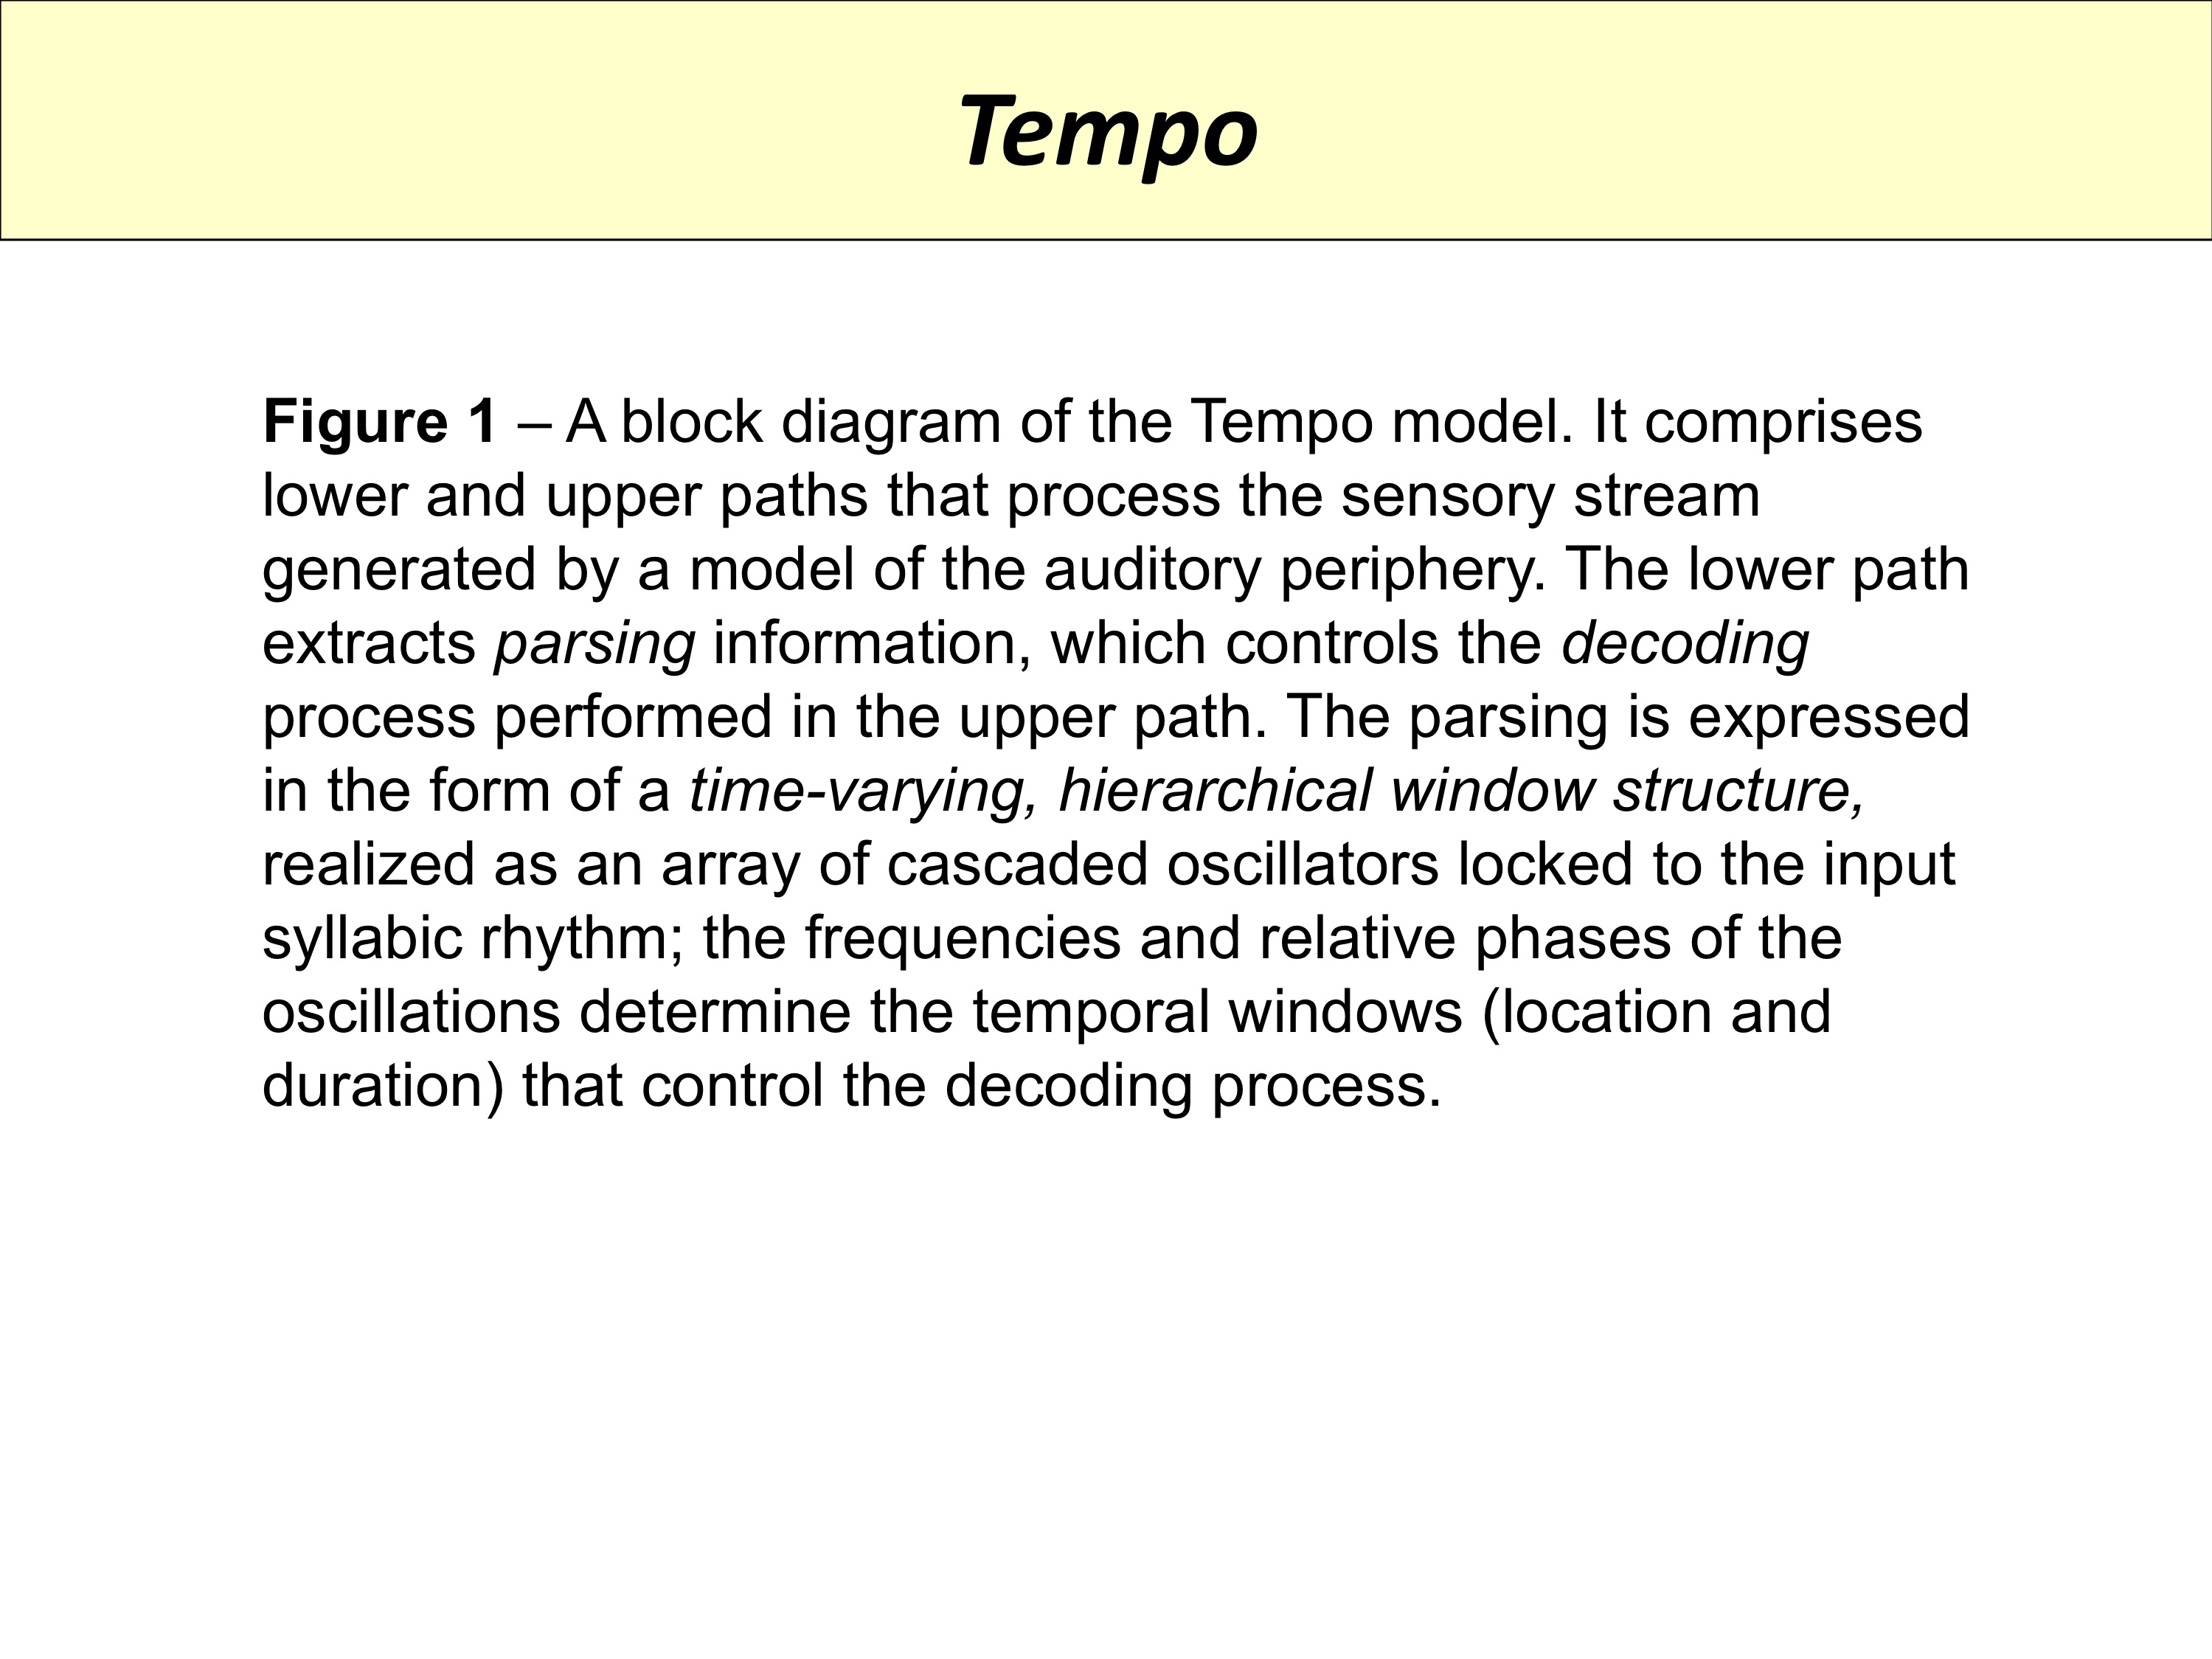 Tempo
Figure 1 – A block diagram of the Tempo model. It comprises
lower and upper paths that process the sensory stream
generated by a model of the auditory periphery. The lower path
extracts parsing information, which controls the decoding
process performed in the upper path. The parsing is expressed
in the form of a time-varying, hierarchical window structure,
realized as an array of cascaded oscillators locked to the input
syllabic rhythm; the frequencies and relative phases of the
oscillations determine the temporal windows (location and
duration) that control the decoding process.